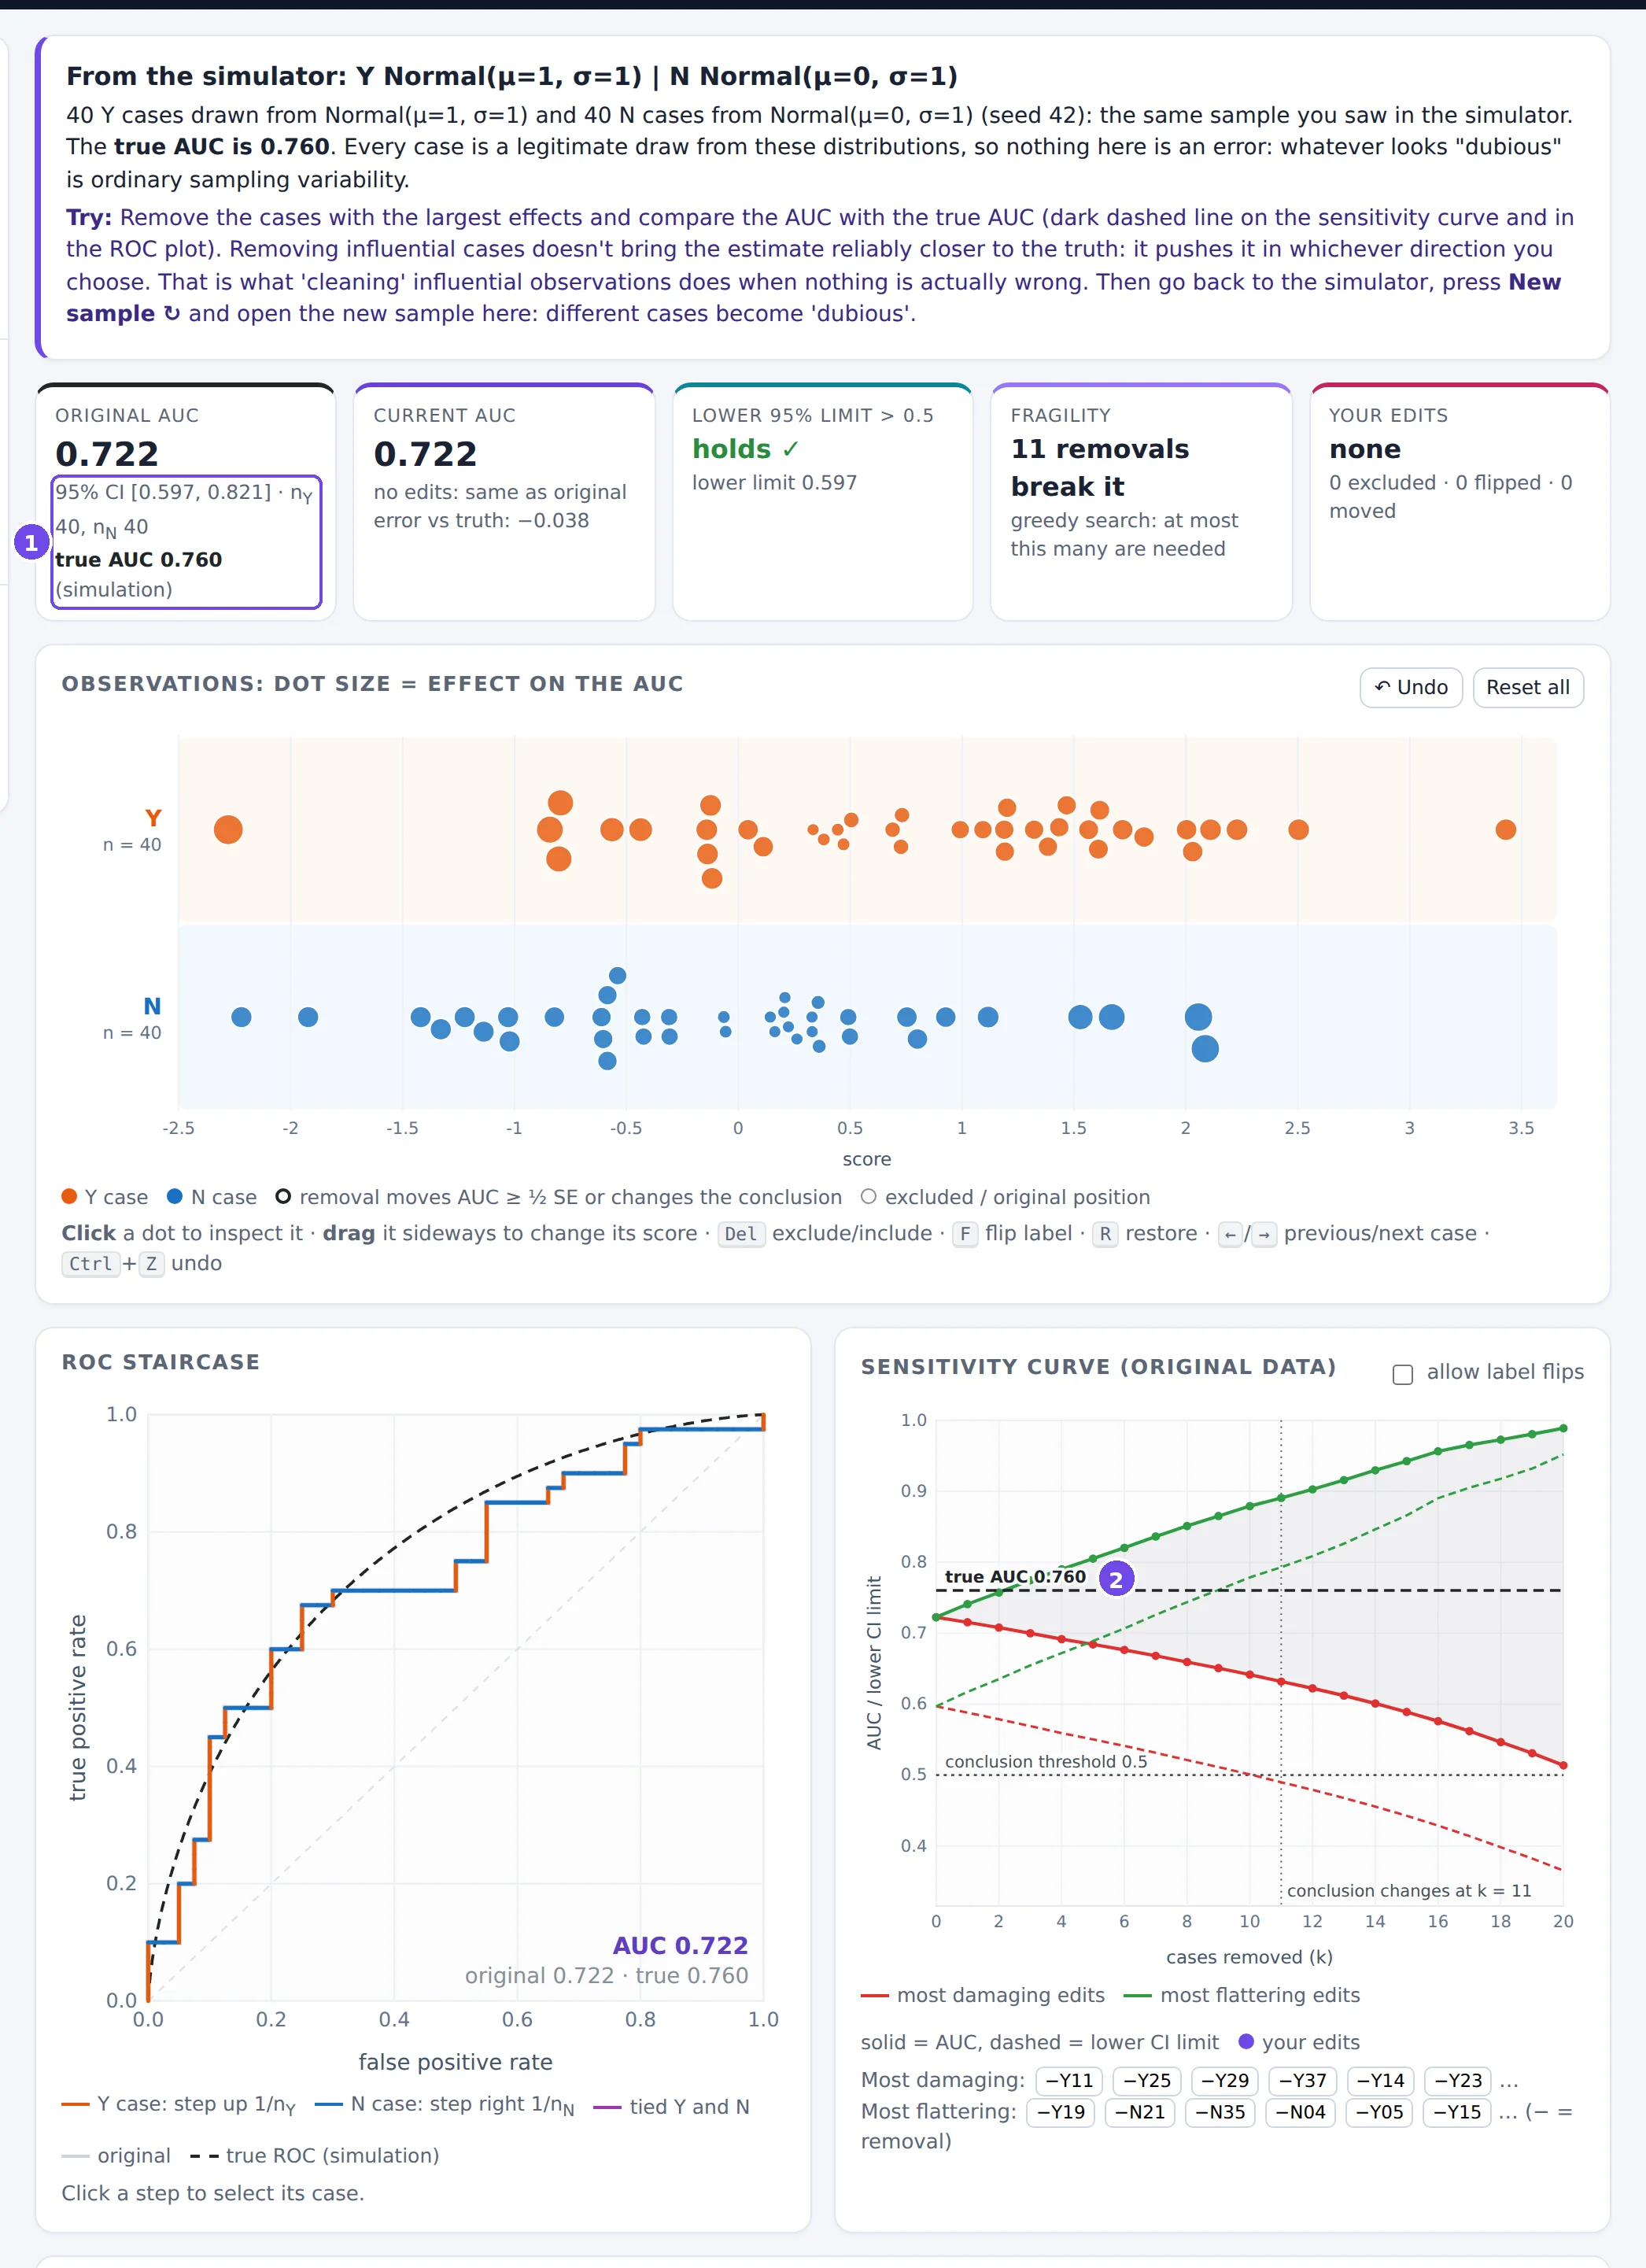 From the simulator: Y Normal(μ=1, σ=1) | N Normal(μ=0, σ=1)
40 Y cases drawn from Normal(μ=1, σ=1) and 40 N cases from Normal(μ=0, σ=1) (seed 42): the same sample you saw in the simulator.
The true AUC is 0.760. Every case is a legitimate draw from these distributions, so nothing here is an error: whatever looks "dubious"
is ordinary sampling variability.
Try: Remove the cases with the largest effects and compare the AUC with the true AUC (dark dashed line on the sensitivity curve and in
the ROC plot). Removing influential cases doesn't bring the estimate reliably closer to the truth: it pushes it in whichever direction you
choose. That is what 'cleaning' influential observations does when nothing is actually wrong. Then go back to the simulator, press New
sample ↻ and open the new sample here: different cases become 'dubious'.
ORIGINAL AUC
0.722
95% CI [0.597, 0.821] · nY
40, nN 40
true AUC 0.760
(simulation)
1
CURRENT AUC
0.722
no edits: same as original
error vs truth: −0.038
LOWER 95% LIMIT > 0.5
holds ✓
lower limit 0.597
FRAGILITY
11 removals
break it
greedy search: at most
this many are needed
YOUR EDITS
none
0 excluded · 0 flipped · 0
moved
OBSERVATIONS: DOT SIZE = EFFECT ON THE AUC
↶ Undo
Reset all
Y
n = 40
N
n = 40
-2.5 -2 -1.5 -1 -0.5 0 0.5 1 1.5 2 2.5 3 3.5
score
Y case N case removal moves AUC ≥ ½ SE or changes the conclusion excluded / original position
Click a dot to inspect it · drag it sideways to change its score · Del exclude/include · F flip label · R restore · ←/→ previous/next case ·
Ctrl+Z undo
ROC STAIRCASE
1.0
0.8
0.6
0.4
0.2
0.0
true positive rate
AUC 0.722
original 0.722 · true 0.760
0.0 0.2 0.4 0.6 0.8 1.0
false positive rate
Y case: step up 1/nY N case: step right 1/nN tied Y and N
original true ROC (simulation)
Click a step to select its case.
SENSITIVITY CURVE (ORIGINAL DATA)
allow label flips
1.0
0.9
0.8
0.7
0.6
0.5
0.4
AUC / lower CI limit
true AUC 0.760
2
conclusion threshold 0.5
conclusion changes at k = 11
0 2 4 6 8 10 12 14 16 18 20
cases removed (k)
most damaging edits most flattering edits
solid = AUC, dashed = lower CI limit your edits
Most damaging: −Y11 −Y25 −Y29 −Y37 −Y14 −Y23 ...
Most flattering: −Y19 −N21 −N35 −N04 −Y05 −Y15 ... (− =
removal)